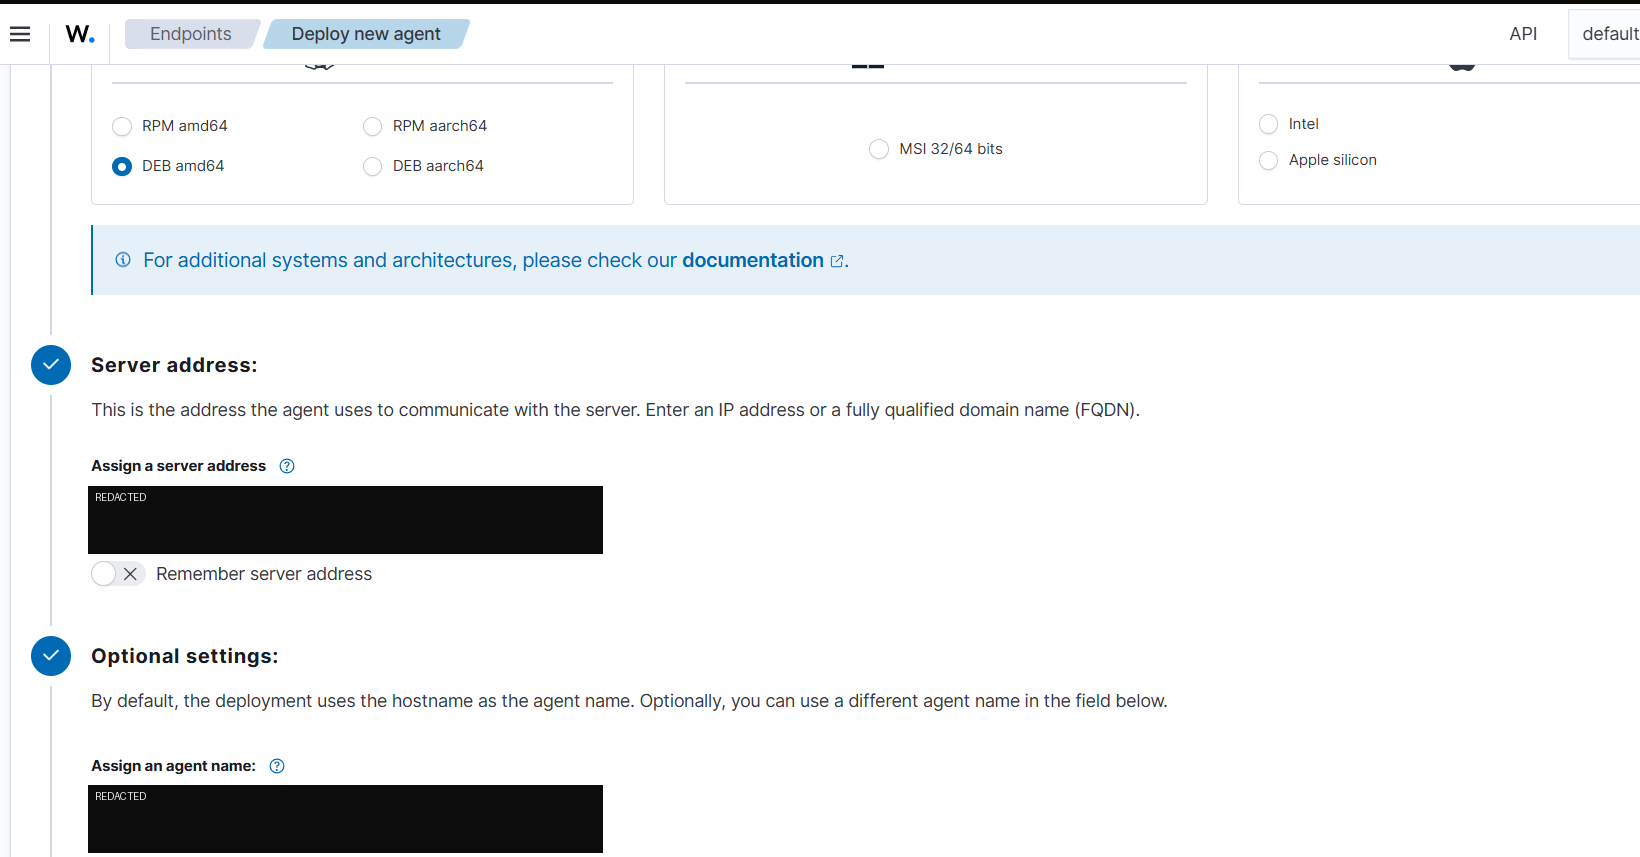 W.
Endpoints
Deploy new agent
API
default
RPM amd64
RPM aarch64
DEB amd64
DEB aarch64
MSI 32/64 bits
Intel
Apple silicon
For additional systems and architectures, please check our documentation.
Server address:
This is the address the agent uses to communicate with the server. Enter an IP address or a fully qualified domain name (FQDN).
Assign a server address
REDACTED
Remember server address
Optional settings:
By default, the deployment uses the hostname as the agent name. Optionally, you can use a different agent name in the field below.
Assign an agent name:
REDACTED